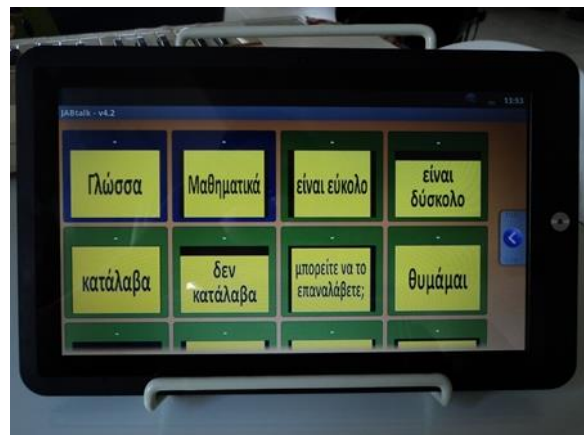 13:53
JABtalk - v4.2
Γλώσσα
Μαθηματικά
είναι εύκολο
είναι
δύσκολο
κατάλαβα
δεν
κατάλαβα
μπορείτε να το
επαναλάβετε;
θυμάμαι